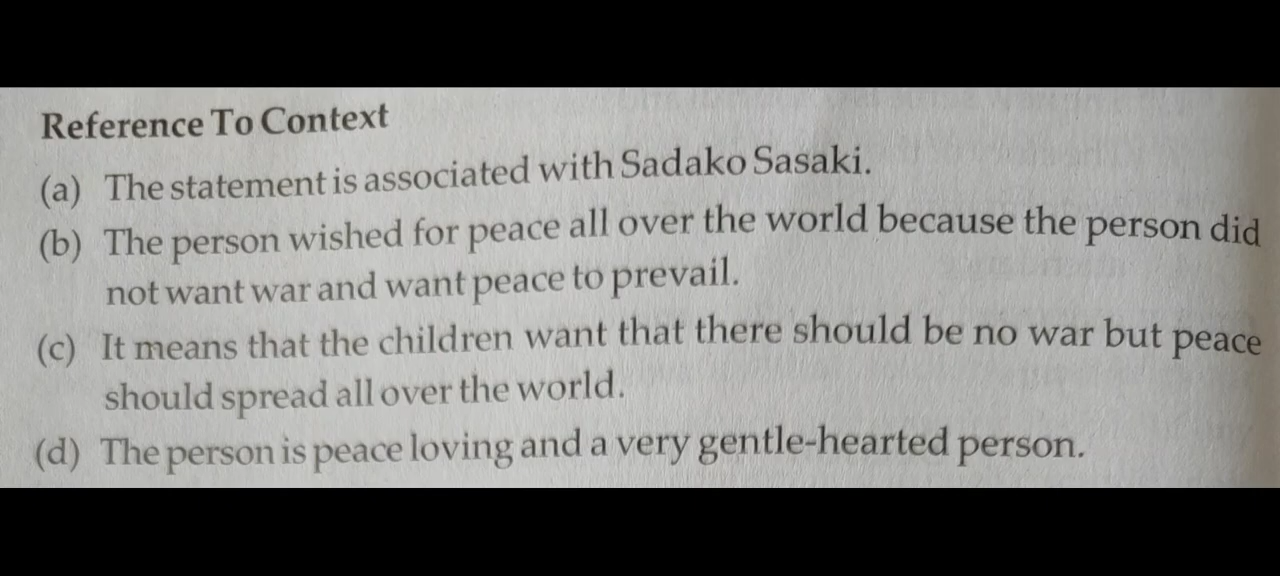 Reference To Context
(a) The statement is associated with Sadako Sasaki.
(b) The person wished for peace all over the world because the person did
not want war and want peace to prevail.
(c) It means that the children want that there should be no war but peace
should spread all over the world.
(d) The person is peace loving and a very gentle-hearted person.